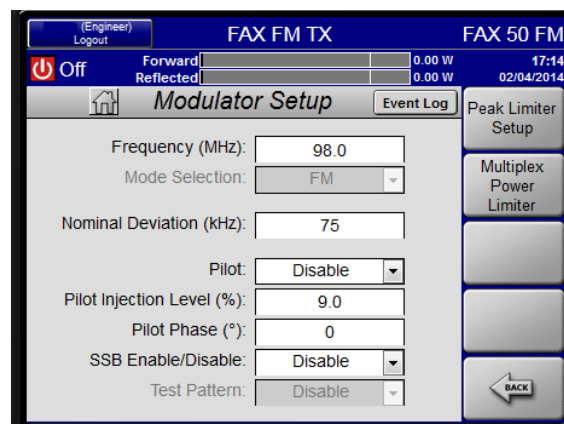 (Engineer)
Logout
FAX FM TX
FAX 50 FM
Off
Forward
0.00 W
Reflected
0.00 W
17:14
02/04/2014
Modulator Setup
Event Log
Frequency (MHz): 98.0
Mode Selection: FM
Nominal Deviation (kHz): 75
Pilot: Disable
Pilot Injection Level (%): 9.0
Pilot Phase (°): 0
SSB Enable/Disable: Disable
Test Pattern: Disable
Peak Limiter
Setup
Multiplex
Power
Limiter
BACK